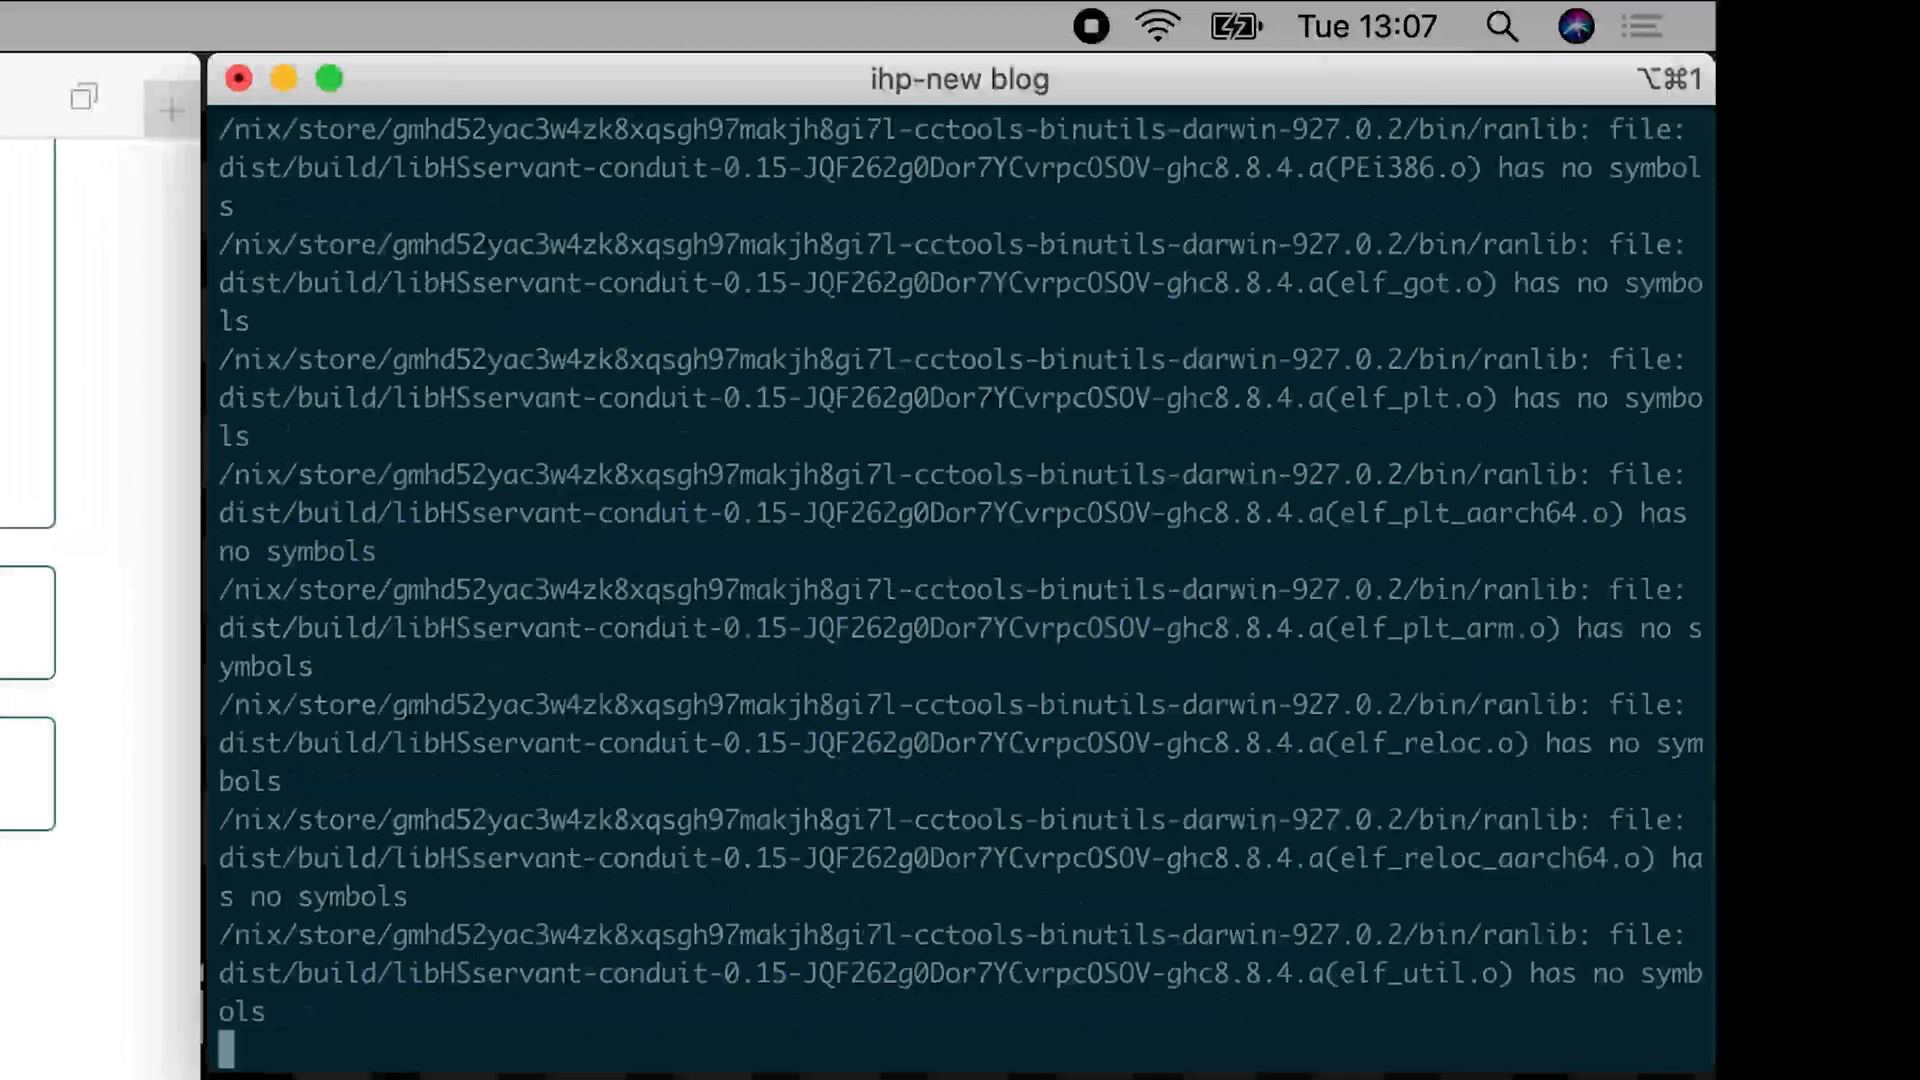 Tue 13:07
ihp-new blog
⌥⌘1
/nix/store/gmhd52yac3w4zk8xqsgh97makjh8gi7l-cctools-binutils-darwin-927.0.2/bin/ranlib: file:
dist/build/libHSservant-conduit-0.15-JQF262g0Dor7YCvrpcOSOV-ghc8.8.4.a(PEi386.o) has no symbol
s
/nix/store/gmhd52yac3w4zk8xqsgh97makjh8gi7l-cctools-binutils-darwin-927.0.2/bin/ranlib: file:
dist/build/libHSservant-conduit-0.15-JQF262g0Dor7YCvrpcOSOV-ghc8.8.4.a(elf_got.o) has no symbo
ls
/nix/store/gmhd52yac3w4zk8xqsgh97makjh8gi7l-cctools-binutils-darwin-927.0.2/bin/ranlib: file:
dist/build/libHSservant-conduit-0.15-JQF262g0Dor7YCvrpcOSOV-ghc8.8.4.a(elf_plt.o) has no symbo
ls
/nix/store/gmhd52yac3w4zk8xqsgh97makjh8gi7l-cctools-binutils-darwin-927.0.2/bin/ranlib: file:
dist/build/libHSservant-conduit-0.15-JQF262g0Dor7YCvrpcOSOV-ghc8.8.4.a(elf_plt_aarch64.o) has
no symbols
/nix/store/gmhd52yac3w4zk8xqsgh97makjh8gi7l-cctools-binutils-darwin-927.0.2/bin/ranlib: file:
dist/build/libHSservant-conduit-0.15-JQF262g0Dor7YCvrpcOSOV-ghc8.8.4.a(elf_plt_arm.o) has no s
ymbols
/nix/store/gmhd52yac3w4zk8xqsgh97makjh8gi7l-cctools-binutils-darwin-927.0.2/bin/ranlib: file:
dist/build/libHSservant-conduit-0.15-JQF262g0Dor7YCvrpcOSOV-ghc8.8.4.a(elf_reloc.o) has no sym
bols
/nix/store/gmhd52yac3w4zk8xqsgh97makjh8gi7l-cctools-binutils-darwin-927.0.2/bin/ranlib: file:
dist/build/libHSservant-conduit-0.15-JQF262g0Dor7YCvrpcOSOV-ghc8.8.4.a(elf_reloc_aarch64.o) ha
s no symbols
/nix/store/gmhd52yac3w4zk8xqsgh97makjh8gi7l-cctools-binutils-darwin-927.0.2/bin/ranlib: file:
dist/build/libHSservant-conduit-0.15-JQF262g0Dor7YCvrpcOSOV-ghc8.8.4.a(elf_util.o) has no symb
ols